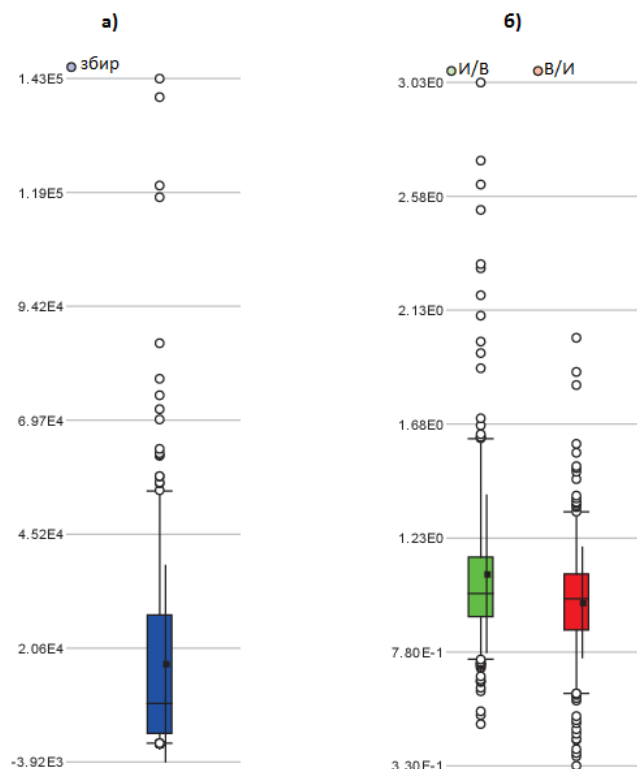 а)
збир
1.43E5
1.19E5
9.42E4
6.97E4
4.52E4
2.06E4
-3.92E3
б)
И/В В/И
3.03E0
2.58E0
2.13E0
1.68E0
1.23E0
7.80E-1
3.30E-1